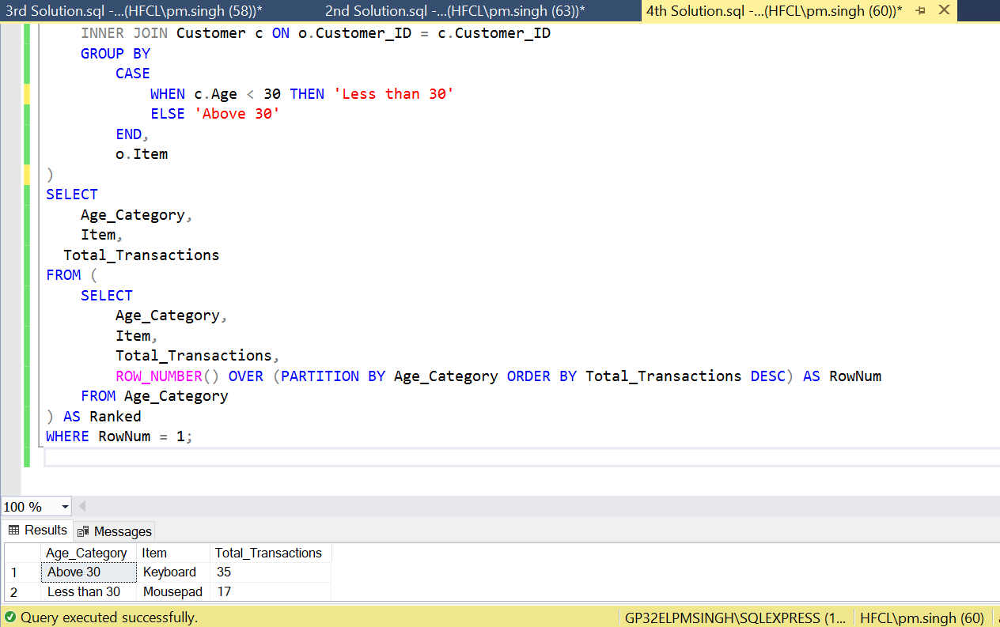 3rd Solution.sql -...(HFCL\pm.singh (58))* 2nd Solution.sql -...(HFCL\pm.singh (63))* 4th Solution.sql -...(HFCL\pm.singh (60))*
INNER JOIN Customer c ON o.Customer_ID = c.Customer_ID
GROUP BY
CASE
WHEN c.Age < 30 THEN 'Less than 30'
ELSE 'Above 30'
END,
o.Item
)
SELECT
Age_Category,
Item,
Total_Transactions
FROM (
SELECT
Age_Category,
Item,
Total_Transactions,
ROW_NUMBER() OVER (PARTITION BY Age_Category ORDER BY Total_Transactions DESC) AS RowNum
FROM Age_Category
) AS Ranked
WHERE RowNum = 1;
100 %
Results Messages
Age_Category Item Total_Transactions
1 Above 30 Keyboard 35
2 Less than 30 Mousepad 17
Query executed successfully. GP32ELPMSINGH\SQLEXPRESS (1... HFCL\pm.singh (60)